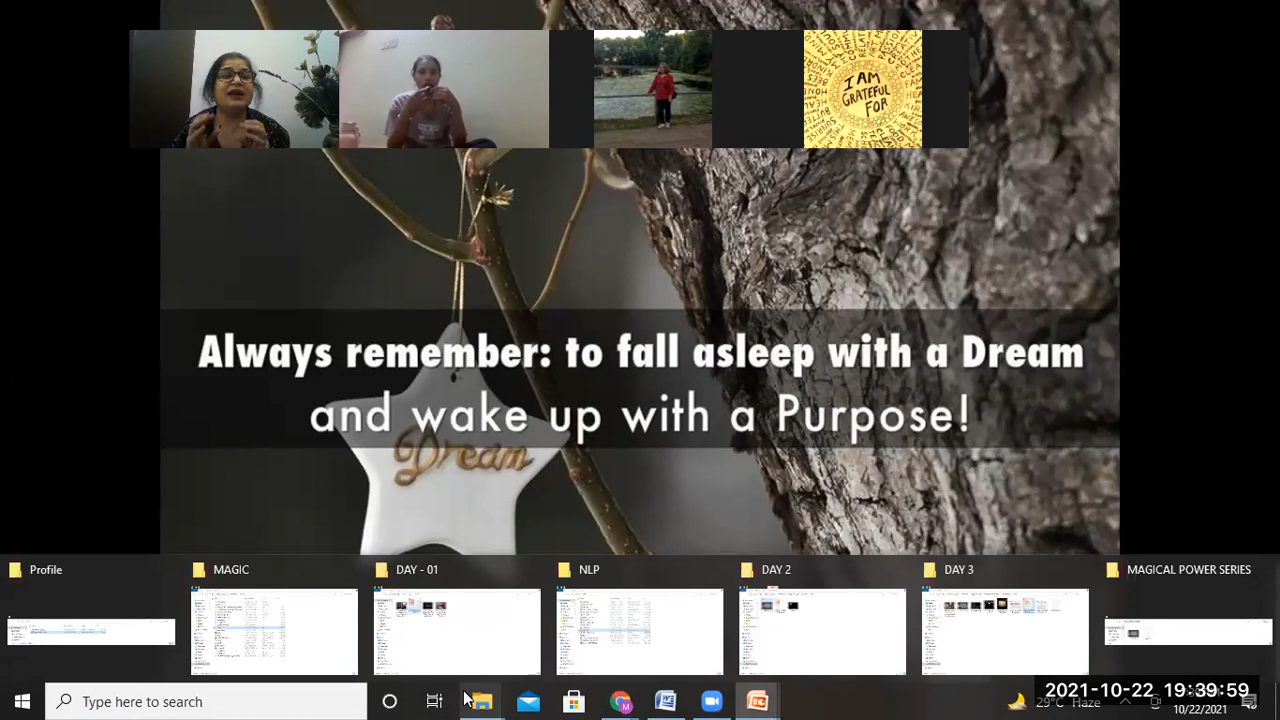 I AM
GRATEFUL
FOR
Always remember: to fall asleep with a Dream
and wake up with a Purpose!
Dream
Profile
MAGIC
DAY - 01
NLP
DAY 2
DAY 3
MAGICAL POWER SERIES
Type here to search
29°C Haze
2021-10-22 19:39:59
10/22/2021